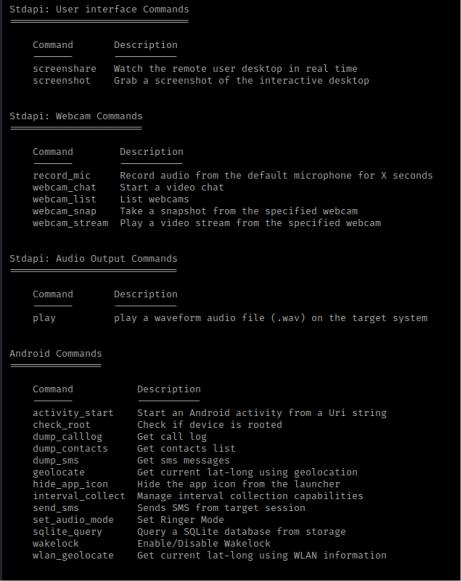 Stdapi: User interface Commands
===============================
Command Description
------- -----------
screenshare Watch the remote user desktop in real time
screenshot Grab a screenshot of the interactive desktop
Stdapi: Webcam Commands
=======================
Command Description
------- -----------
record_mic Record audio from the default microphone for X seconds
webcam_chat Start a video chat
webcam_list List webcams
webcam_snap Take a snapshot from the specified webcam
webcam_stream Play a video stream from the specified webcam
Stdapi: Audio Output Commands
=============================
Command Description
------- -----------
play play a waveform audio file (.wav) on the target system
Android Commands
================
Command Description
------- -----------
activity_start Start an Android activity from a Uri string
check_root Check if device is rooted
dump_calllog Get call log
dump_contacts Get contacts list
dump_sms Get sms messages
geolocate Get current lat-long using geolocation
hide_app_icon Hide the app icon from the launcher
interval_collect Manage interval collection capabilities
send_sms Sends SMS from target session
set_audio_mode Set Ringer Mode
sqlite_query Query a SQLite database from storage
wakelock Enable/Disable Wakelock
wlan_geolocate Get current lat-long using WLAN information